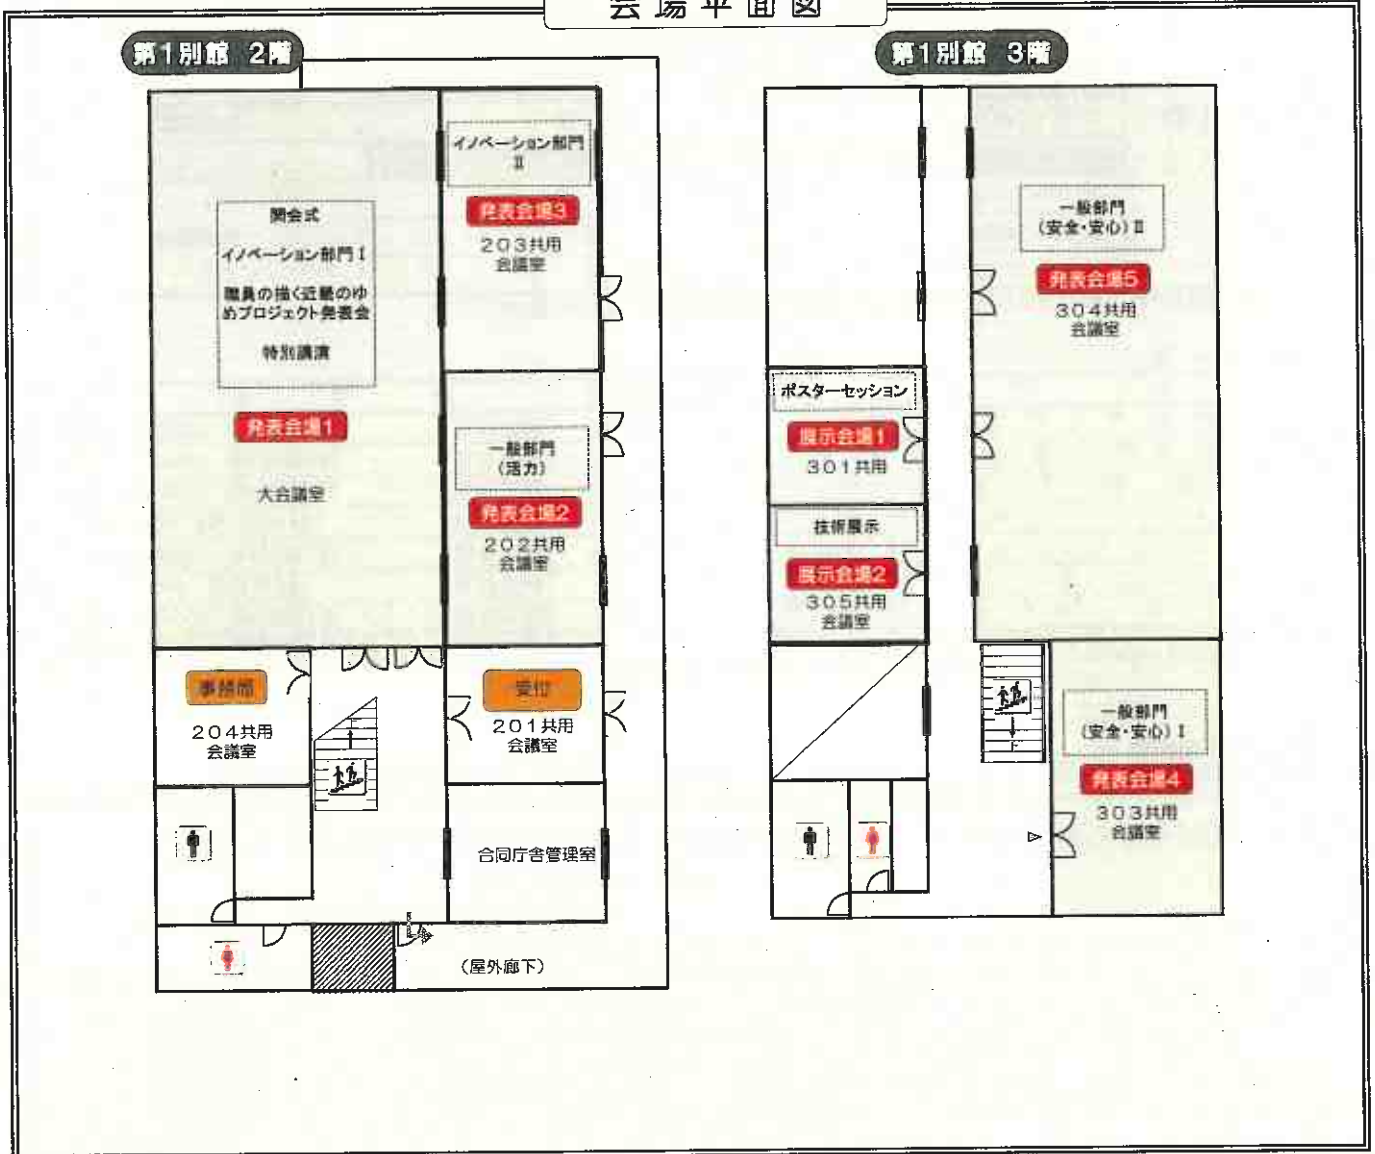 会場平面図
第1別館 2階
開会式
イノベーション部門Ⅰ
職員の描く近畿のゆ
めプロジェクト発表会
特別講演
発表会場1
大会議室
イノベーション部門
Ⅱ
発表会場3
203共用
会議室
一般部門
(活力)
発表会場2
202共用
会議室
事務局
204共用
会議室
受付
201共用
会議室
合同庁舎管理室
(屋外廊下)
第1別館 3階
一般部門
(安全・安心)Ⅱ
発表会場5
304共用
会議室
ポスターセッション
展示会場1
301共用
技術展示
展示会場2
305共用
会議室
一般部門
(安全・安心)Ⅰ
発表会場4
303共用
会議室